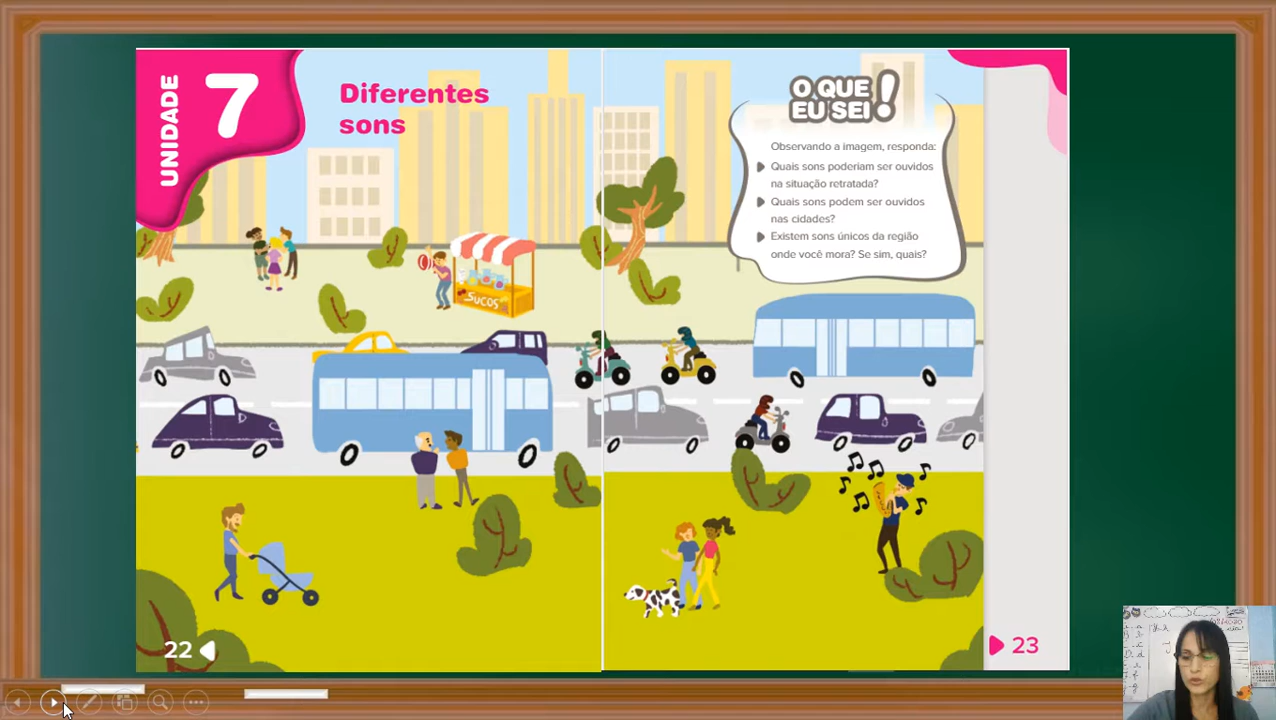 UNIDADE
7
Diferentes
sons
O QUE
EU SEI!
Observando a imagem, responda:
Quais sons poderiam ser ouvidos
na situação retratada?
Quais sons podem ser ouvidos
nas cidades?
Existem sons únicos da região
onde você mora? Se sim, quais?
SUCOS
22
23